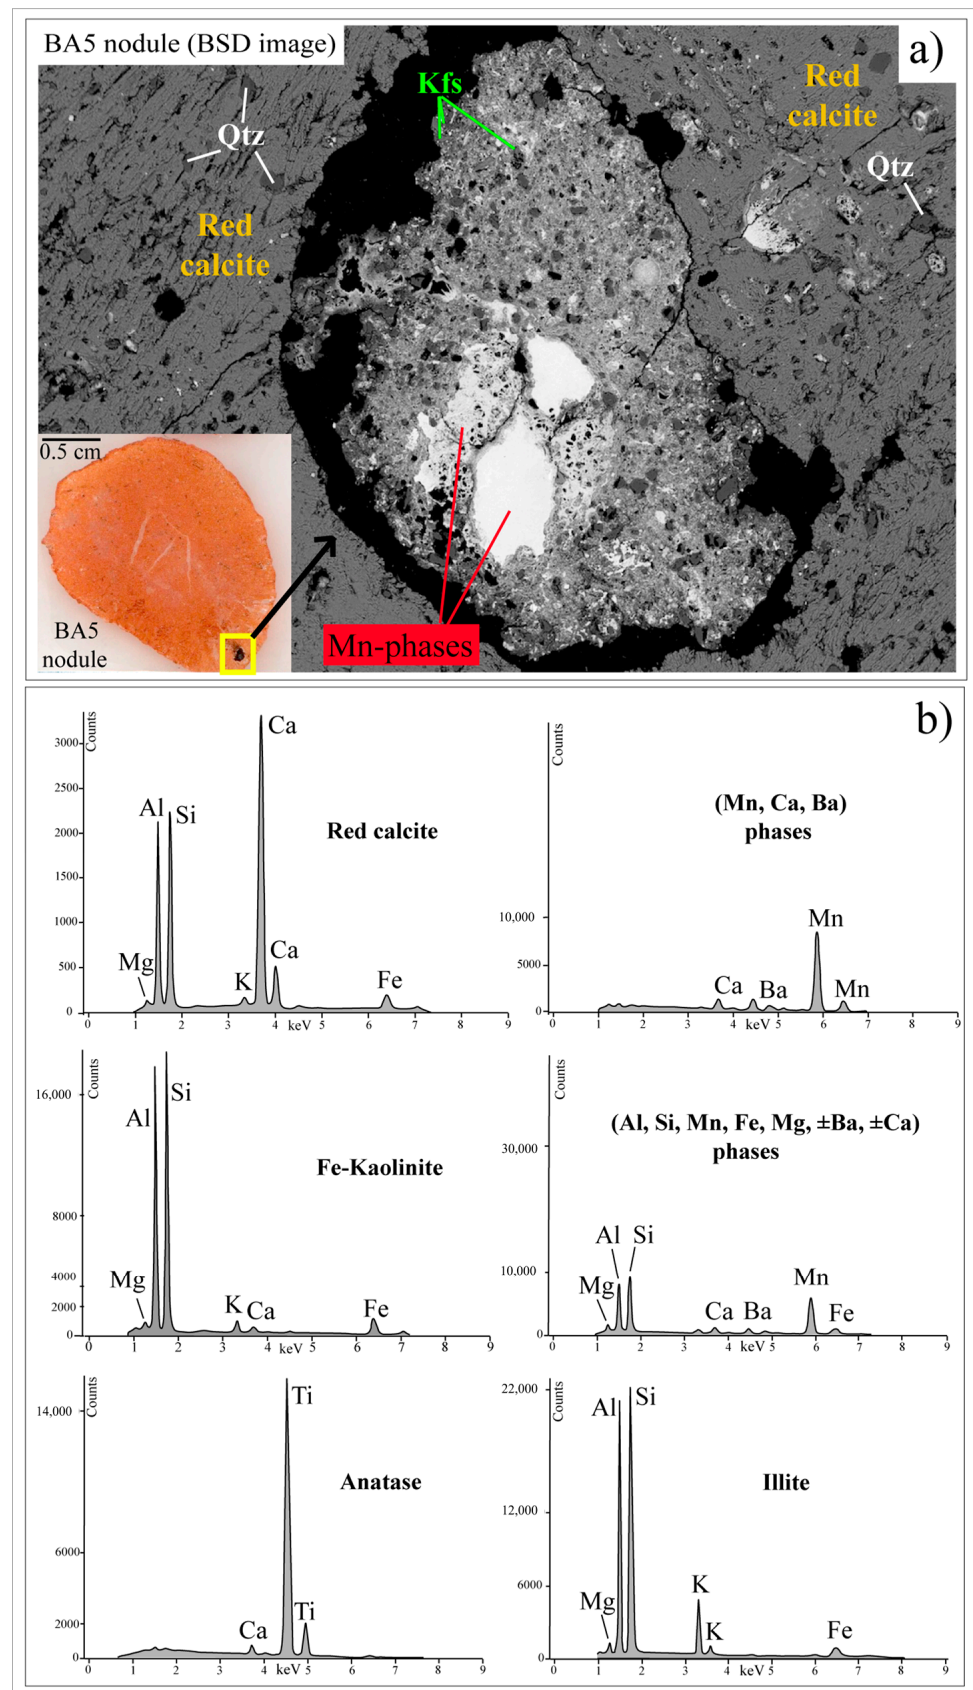 BA5 nodule (BSD image)
a)
Kfs
Red
calcite
Qtz
Qtz
Red
calcite
0.5 cm
BA5
nodule
Mn-phases
b)
Counts
3000
2500
2000
1500
1000
500
0
Ca
Al
Si
Red calcite
Mg
K
Ca
Fe
0 1 2 3 4 keV 5 6 7 8 9
Counts
(Mn, Ca, Ba)
phases
10,000
5000
0
Mn
Ca
Ba
Mn
0 1 2 3 4 keV 5 6 7 8 9
Counts
16,000
8000
4000
2000
0
Al
Si
Fe-Kaolinite
Mg
K
Ca
Fe
0 1 2 3 4 keV 5 6 7 8 9
Counts
(Al, Si, Mn, Fe, Mg, ±Ba, ±Ca)
phases
30,000
10,000
0
Al
Si
Mg
Mn
Ca
Ba
Fe
0 1 2 3 4 keV 5 6 7 8 9
Counts
14,000
6000
2000
0
Ti
Anatase
Ca
Ti
0 1 2 3 4 keV 5 6 7 8 9
Counts
22,000
12,000
6000
0
Al
Si
Illite
K
Mg
K
Fe
0 1 2 3 4 keV 5 6 7 8 9